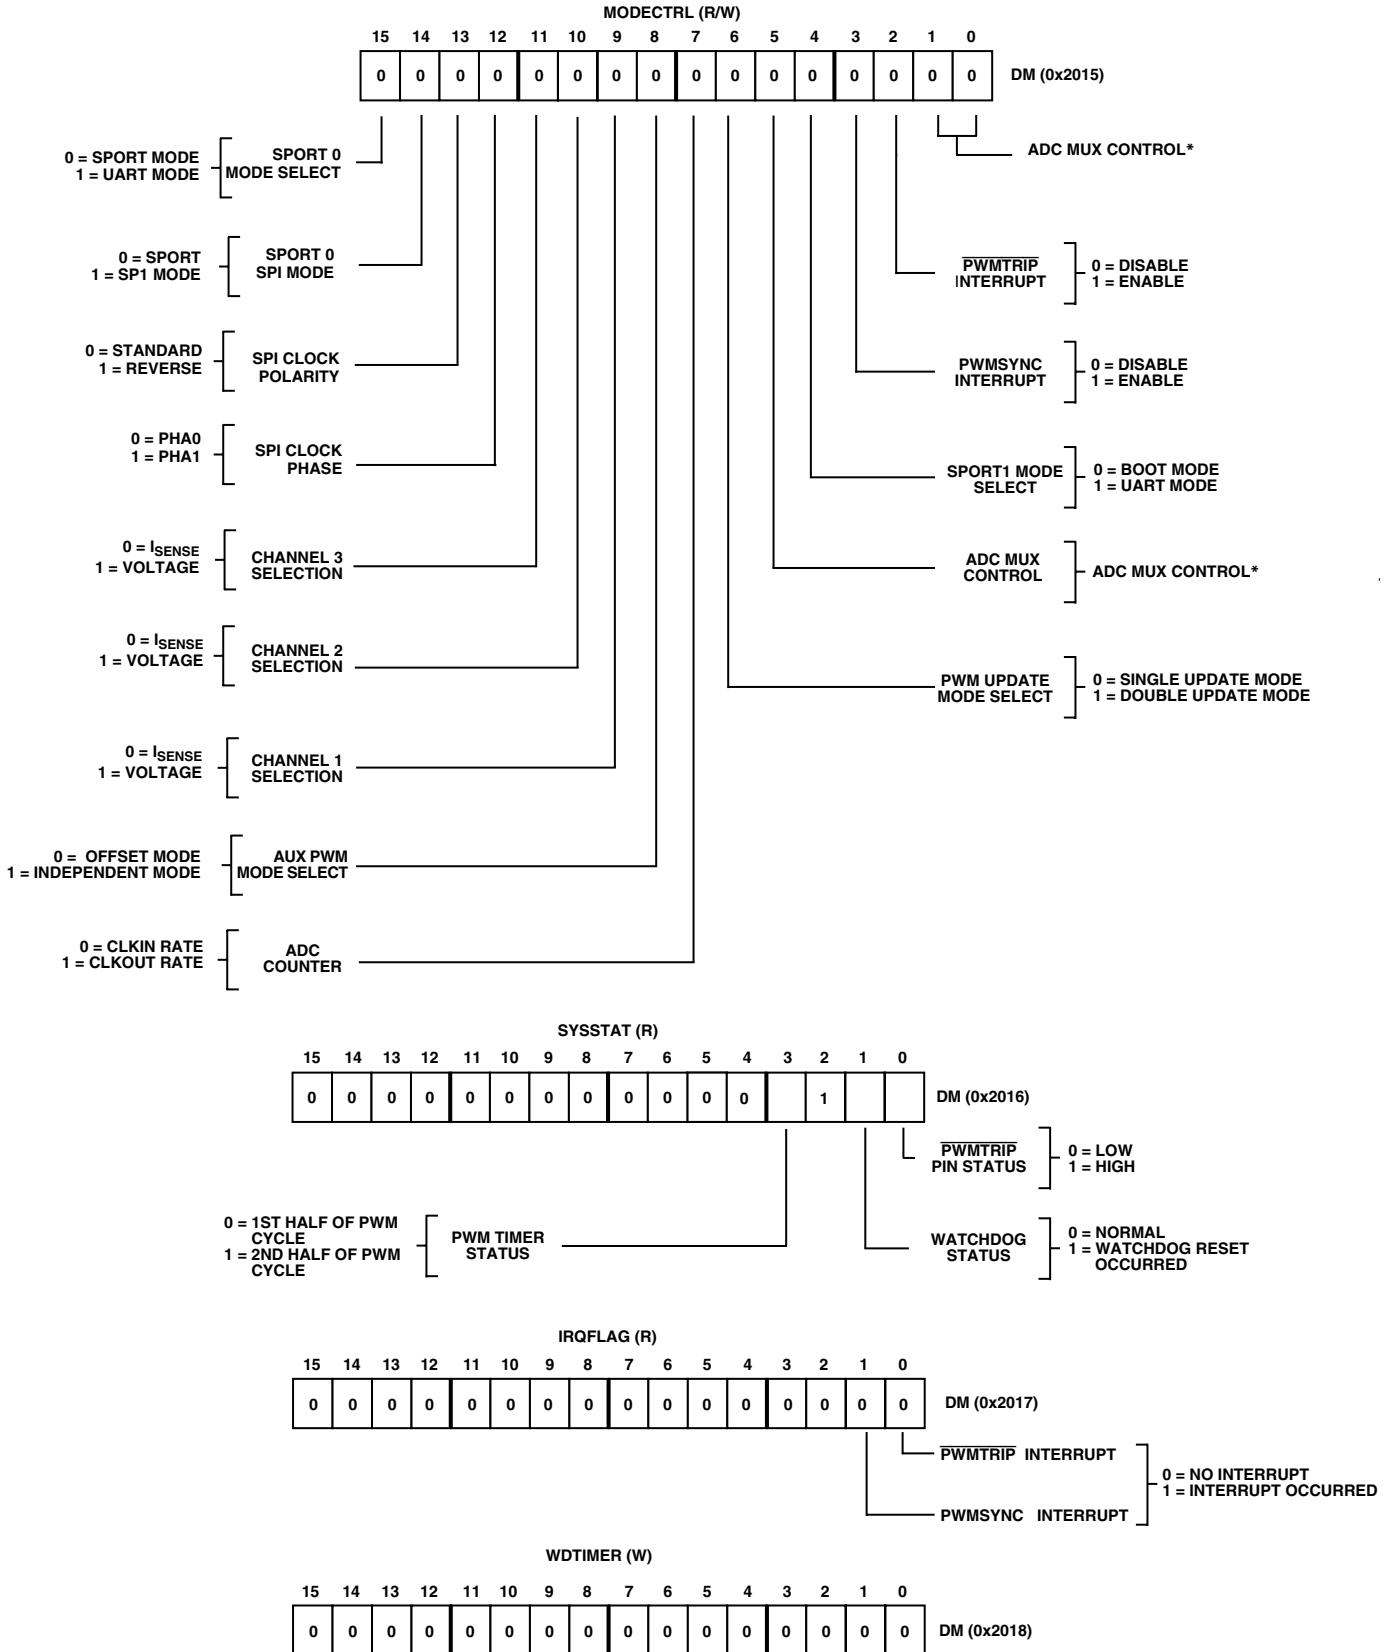 MODECTRL (R/W)
15 14 13 12 11 10 9 8 7 6 5 4 3 2 1 0
0 0 0 0 0 0 0 0 0 0 0 0 0 0 0 0 DM (0x2015)
0 = SPORT MODE
1 = UART MODE
SPORT 0
MODE SELECT
ADC MUX CONTROL*
0 = SPORT
1 = SP1 MODE
SPORT 0
SPI MODE
PWMTRIP
INTERRUPT
0 = DISABLE
1 = ENABLE
0 = STANDARD
1 = REVERSE
SPI CLOCK
POLARITY
PWMSYNC
INTERRUPT
0 = DISABLE
1 = ENABLE
0 = PHA0
1 = PHA1
SPI CLOCK
PHASE
SPORT1 MODE
SELECT
0 = BOOT MODE
1 = UART MODE
0 = ISENSE
1 = VOLTAGE
CHANNEL 3
SELECTION
ADC MUX
CONTROL
ADC MUX CONTROL*
0 = ISENSE
1 = VOLTAGE
CHANNEL 2
SELECTION
PWM UPDATE
MODE SELECT
0 = SINGLE UPDATE MODE
1 = DOUBLE UPDATE MODE
0 = ISENSE
1 = VOLTAGE
CHANNEL 1
SELECTION
0 = OFFSET MODE
1 = INDEPENDENT MODE
AUX PWM
MODE SELECT
0 = CLKIN RATE
1 = CLKOUT RATE
ADC
COUNTER
SYSSTAT (R)
15 14 13 12 11 10 9 8 7 6 5 4 3 2 1 0
0 0 0 0 0 0 0 0 0 0 0 0 1 DM (0x2016)
PWMTRIP
PIN STATUS
0 = LOW
1 = HIGH
0 = 1ST HALF OF PWM
CYCLE
1 = 2ND HALF OF PWM
CYCLE
PWM TIMER
STATUS
WATCHDOG
STATUS
0 = NORMAL
1 = WATCHDOG RESET
OCCURRED
IRQFLAG (R)
15 14 13 12 11 10 9 8 7 6 5 4 3 2 1 0
0 0 0 0 0 0 0 0 0 0 0 0 0 0 0 0 DM (0x2017)
PWMTRIP INTERRUPT
PWMSYNC INTERRUPT
0 = NO INTERRUPT
1 = INTERRUPT OCCURRED
WDTIMER (W)
15 14 13 12 11 10 9 8 7 6 5 4 3 2 1 0
0 0 0 0 0 0 0 0 0 0 0 0 0 0 0 0 DM (0x2018)